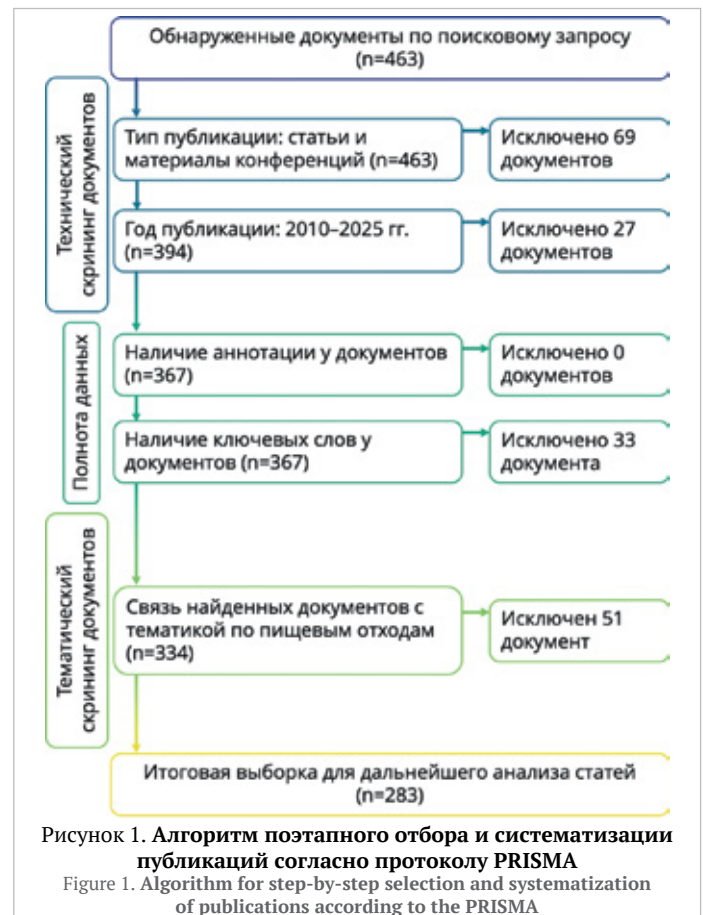 Обнаруженные документы по поисковому запросу
(n=463)
Технический
скрининг документов
Тип публикации: статьи и
материалы конференций (n=463)
Исключено 69
документов
Год публикации: 2010–2025 гг.
(n=394)
Исключено 27
документов
Полнота данных
Наличие аннотации у документов
(n=367)
Исключено 0
документов
Наличие ключевых слов у
документов (n=367)
Исключено 33
документа
Тематический
скрининг документов
Связь найденных документов с
тематикой по пищевым отходам
(n=334)
Исключен 51
документ
Итоговая выборка для дальнейшего анализа статей
(n=283)
Рисунок 1. Алгоритм поэтапного отбора и систематизации
публикаций согласно протоколу PRISMA
Figure 1. Algorithm for step-by-step selection and systematization
of publications according to the PRISMA